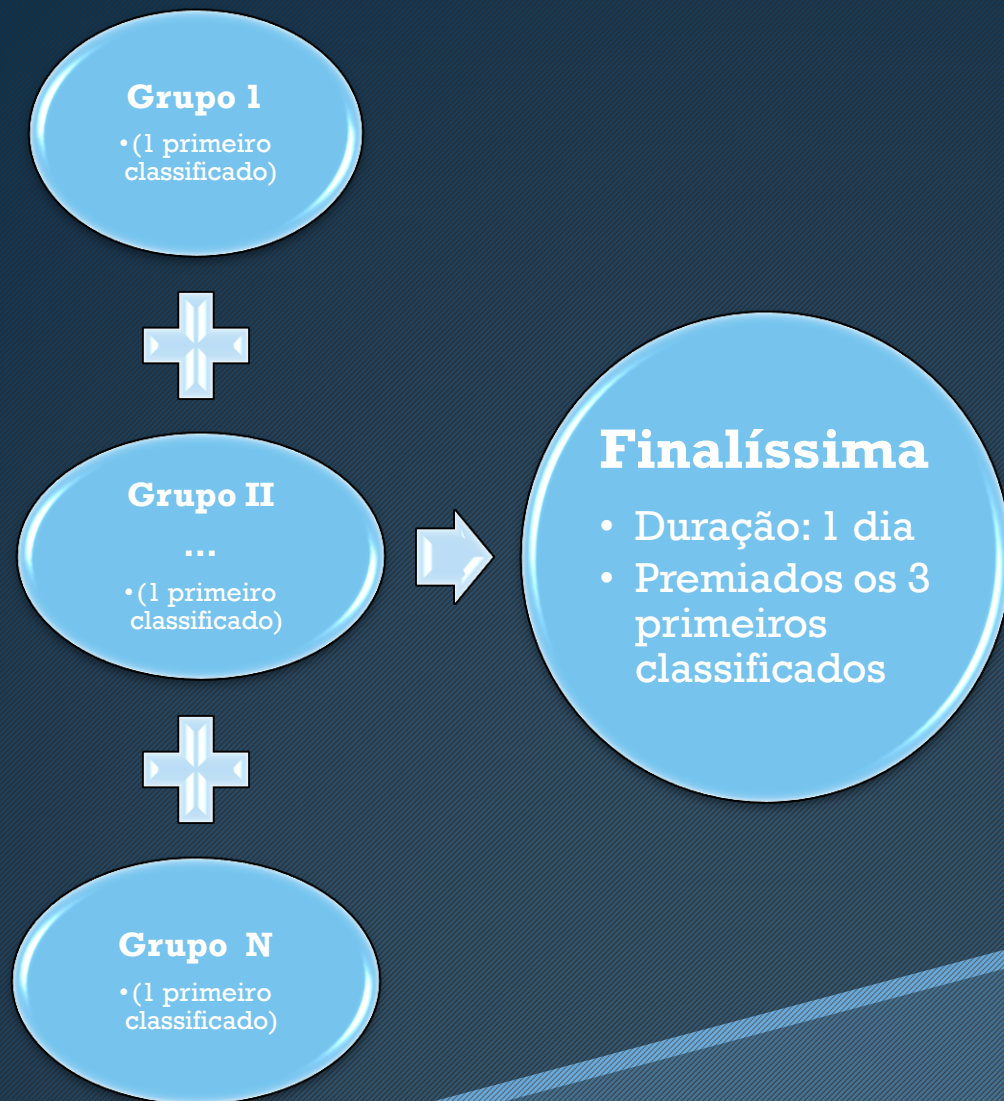 Grupo 1
•(1 primeiro
classificado)
Grupo II
...
•(1 primeiro
classificado)
Grupo N
•(1 primeiro
classificado)
Finalíssima
• Duração: 1 dia
• Premiados os 3
primeiros
classificados